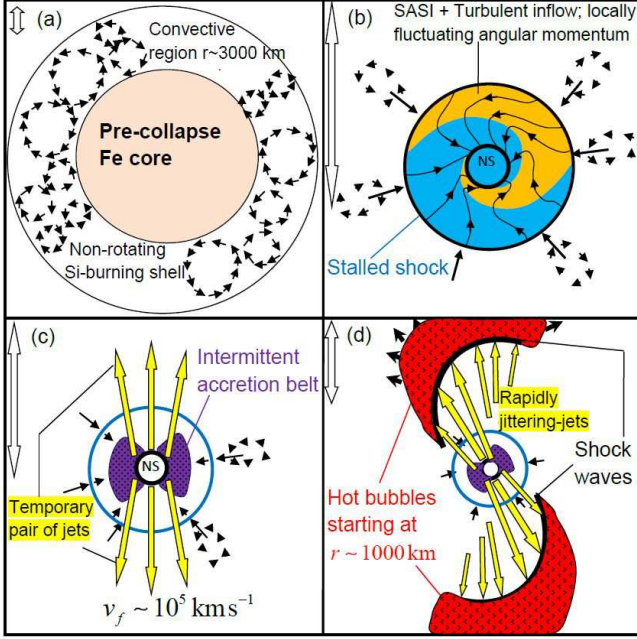 (a)
Convective
region r~3000 km
Pre-collapse
Fe core
Non-rotating
Si-burning shell
(b)
SASI + Turbulent inflow; locally
fluctuating angular momentum
NS
Stalled shock
(c)
Intermittent
accretion belt
NS
Temporary
pair of jets
v_f ~ 10⁵ km s⁻¹
(d)
Rapidly
jittering-jets
Shock
waves
Hot bubbles
starting at
r ~ 1000 km